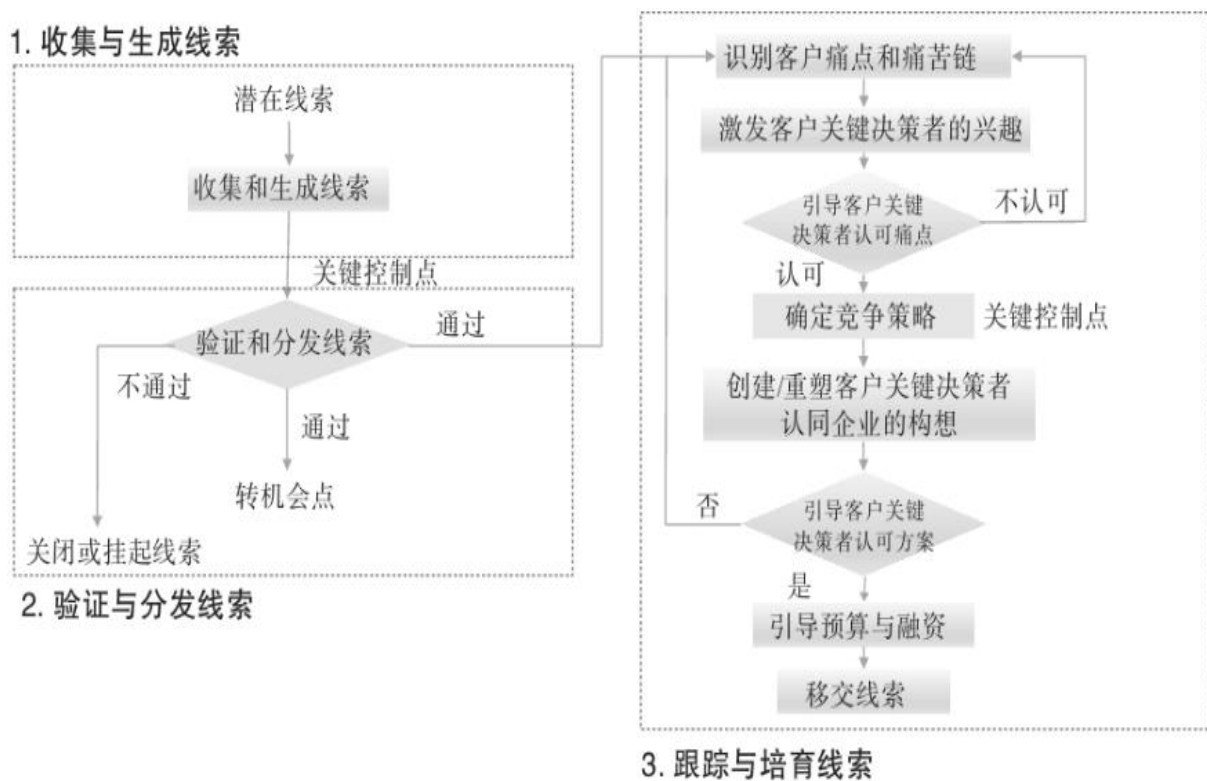 1. 收集与生成线索
潜在线索
收集和生成线索
关键控制点
验证和分发线索
通过
不通过
通过
转机会点
关闭或挂起线索
2. 验证与分发线索
识别客户痛点和痛苦链
激发客户关键决策者的兴趣
引导客户关键
决策者认可痛点
不认可
认可
确定竞争策略
关键控制点
创建/重塑客户关键决策者
认同企业的构想
否
引导客户关键
决策者认可方案
是
引导预算与融资
移交线索
3. 跟踪与培育线索